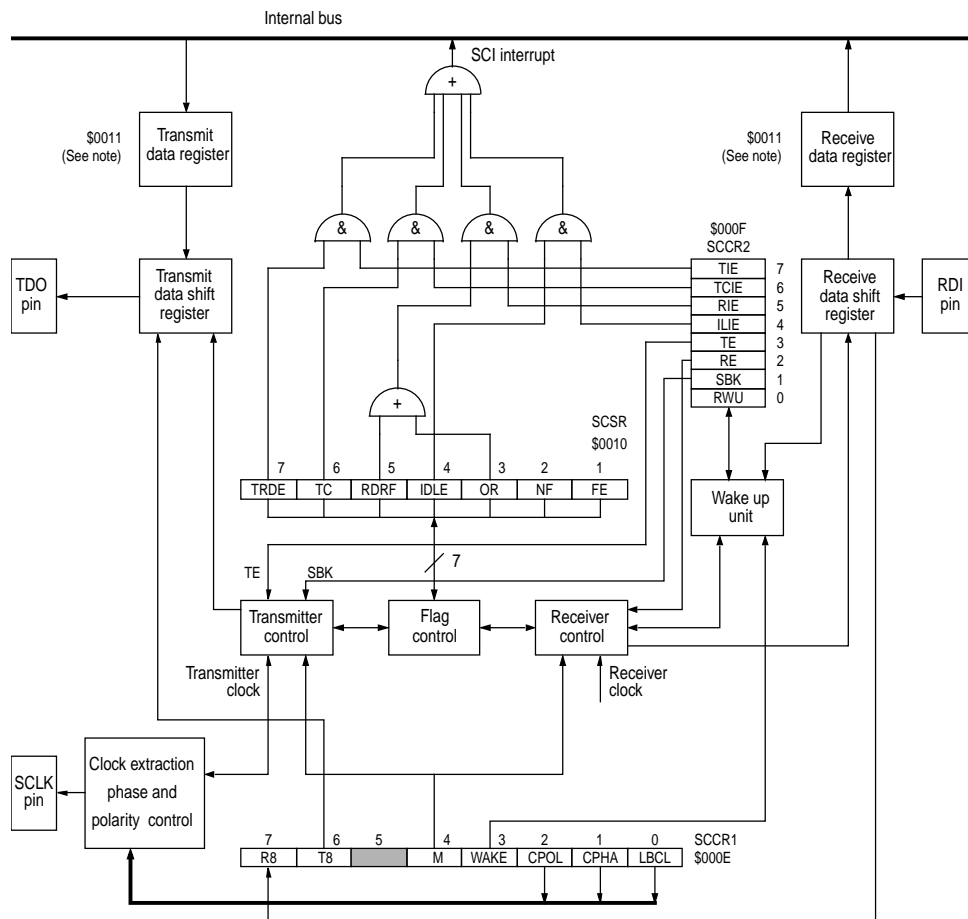 Internal bus
SCI interrupt
+
$0011
(See note)
Transmit
data register
$0011
(See note)
Receive
data register
&
&
&
&
$000F
SCCR2
TDO
pin
Transmit
data shift
register
TIE 7
TCIE 6
RIE 5
ILIE 4
TE 3
RE 2
SBK 1
RWU 0
Receive
data shift
register
RDI
pin
+
SCSR
$0010
7 6 5 4 3 2 1
TRDE TC RDRF IDLE OR NF FE
Wake up
unit
7
TE
SBK
Transmitter
control
Flag
control
Receiver
control
Transmitter
clock
Receiver
clock
SCLK
pin
Clock extraction
phase and
polarity control
7 6 5 4 3 2 1 0
SCCR1
R8 T8 M WAKE CPOL CPHA LBCL
$000E